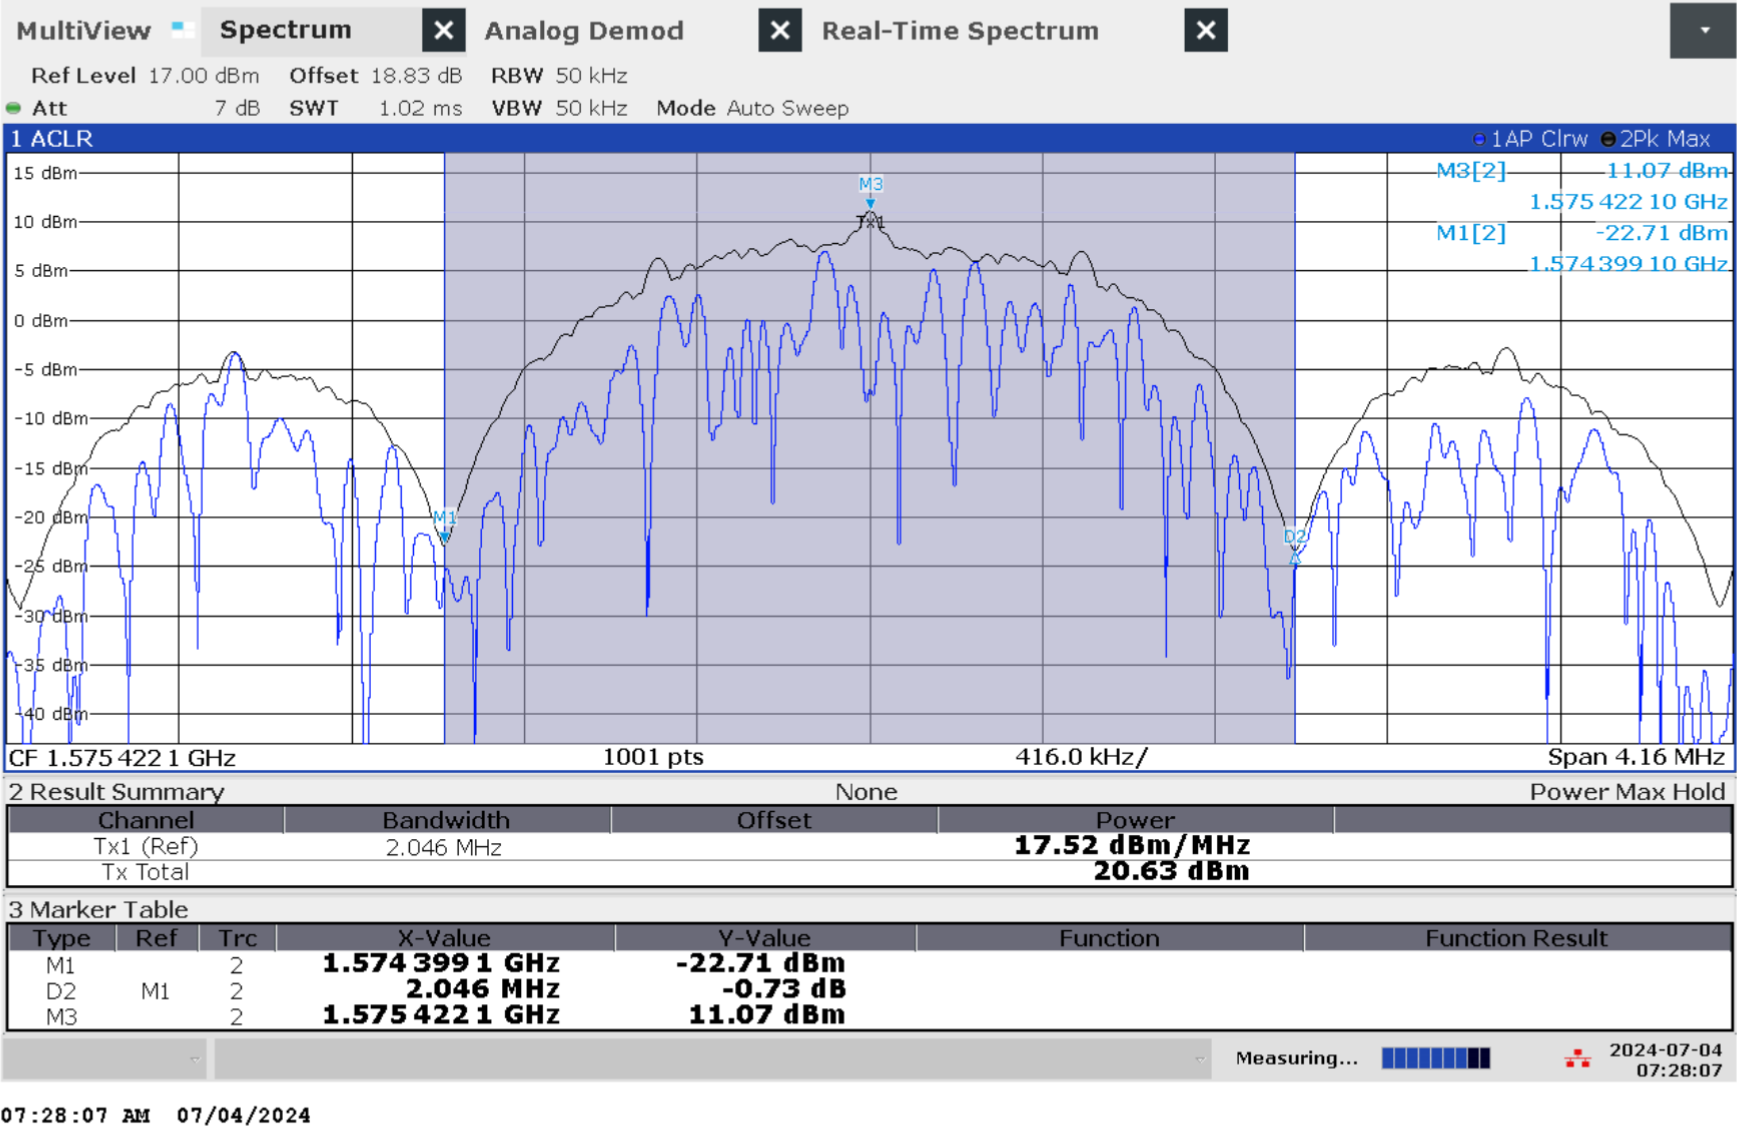 MultiView Spectrum Analog Demod Real-Time Spectrum
Ref Level 17.00 dBm Offset 18.83 dB RBW 50 kHz
Att 7 dB SWT 1.02 ms VBW 50 kHz Mode Auto Sweep
1 ACLR 1AP Clrw 2Pk Max
M3[2] 11.07 dBm
1.575 422 10 GHz
M1[2] -22.71 dBm
1.574 399 10 GHz
15 dBm
10 dBm
5 dBm
0 dBm
-5 dBm
-10 dBm
-15 dBm
-20 dBm
-25 dBm
-30 dBm
-35 dBm
-40 dBm
M3
Tx1
M1
D2
CF 1.575 422 1 GHz 1001 pts 416.0 kHz/ Span 4.16 MHz
2 Result Summary None Power Max Hold
Channel Bandwidth Offset Power
Tx1 (Ref) 2.046 MHz 17.52 dBm/MHz
Tx Total 20.63 dBm
3 Marker Table
Type Ref Trc X-Value Y-Value Function Function Result
M1 2 1.574 399 1 GHz -22.71 dBm
D2 M1 2 2.046 MHz -0.73 dB
M3 2 1.575 422 1 GHz 11.07 dBm
Measuring... 2024-07-04
07:28:07
07:28:07 AM 07/04/2024